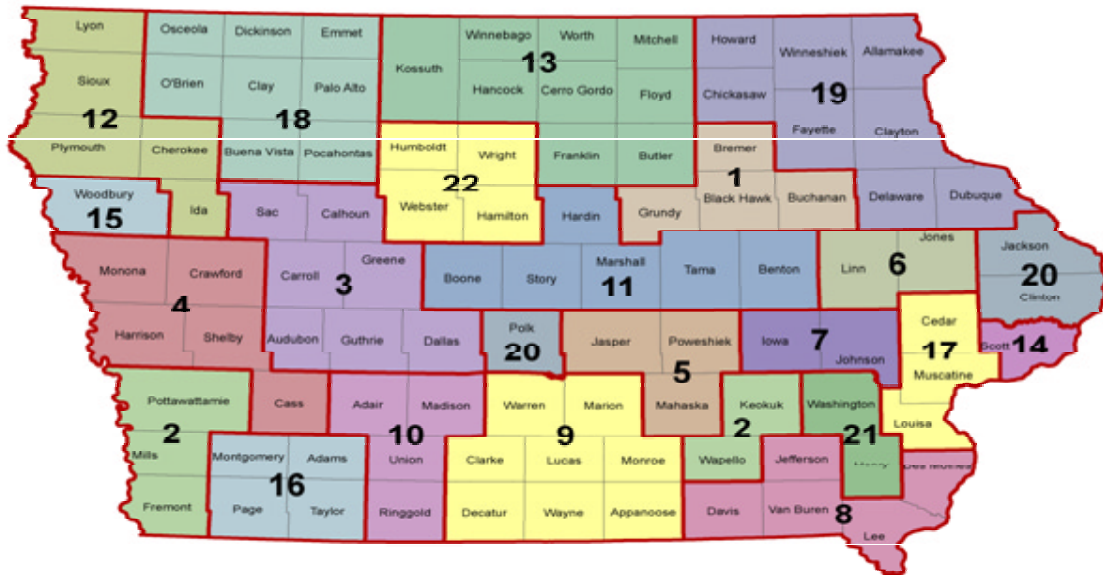 Lyon
Osceola
Dickinson
Emmet
Kossuth
Winnebago
Worth
Mitchell
Howard
Winneshiek
Allamakee
13
Sioux
O'Brien
Clay
Palo Alto
Hancock
Cerro Gordo
Floyd
Chickasaw
19
12
18
Plymouth
Cherokee
Buena Vista
Pocahontas
Humboldt
Wright
Franklin
Butler
Bremer
Fayette
Clayton
22
1
Woodbury
15
Ida
Sac
Calhoun
Webster
Hamilton
Hardin
Grundy
Black Hawk
Buchanan
Delaware
Dubuque
Monona
Crawford
Carroll
Greene
Boone
Story
Marshall
Tama
Benton
Linn
Jones
Jackson
4
3
11
6
20
Clinton
Harrison
Shelby
Audubon
Guthrie
Dallas
Polk
20
Jasper
Poweshiek
Iowa
7
Johnson
Cedar
17
Muscatine
Scott
14
5
Pottawattamie
Cass
Adair
Madison
Warren
Marion
Mahaska
Keokuk
Washington
Louisa
2
10
9
2
21
Mills
Montgomery
Adams
Union
Clarke
Lucas
Monroe
Wapello
Jefferson
16
Fremont
Page
Taylor
Ringgold
Decatur
Wayne
Appanoose
Davis
Van Buren
8
Lee